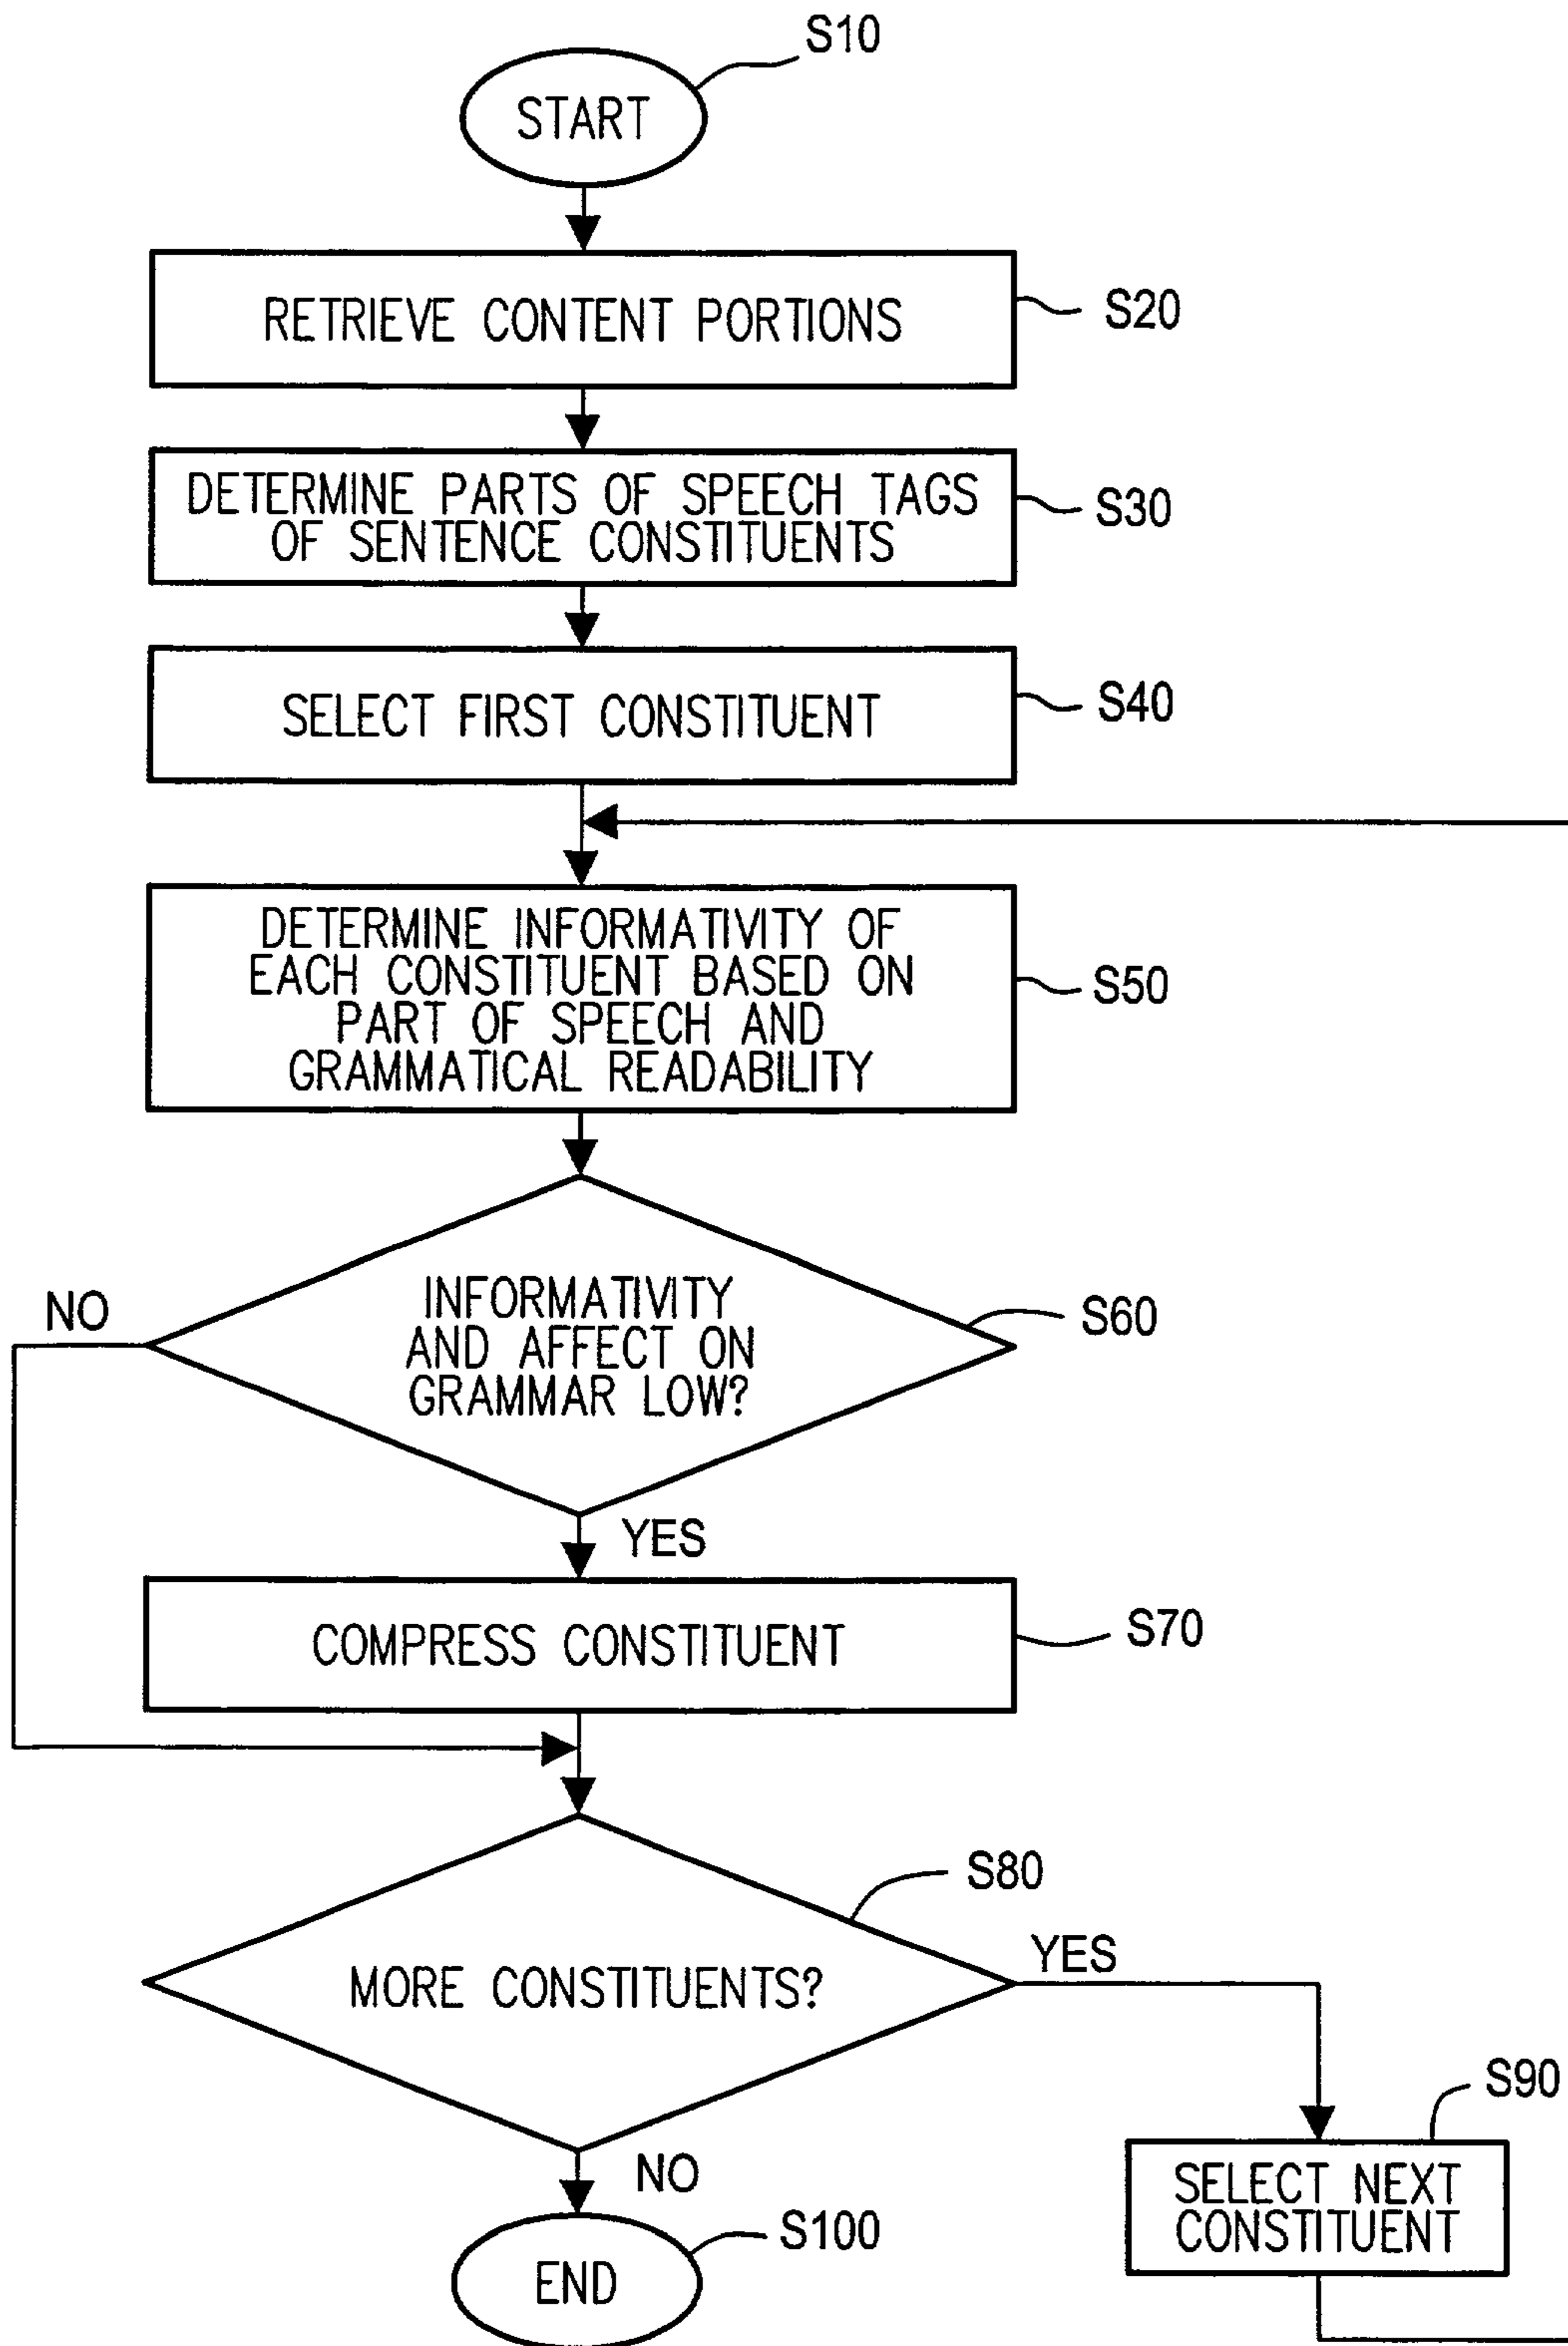 S10
START
RETRIEVE CONTENT PORTIONS
S20
DETERMINE PARTS OF SPEECH TAGS
OF SENTENCE CONSTITUENTS
S30
SELECT FIRST CONSTITUENT
S40
DETERMINE INFORMATIVITY OF
EACH CONSTITUENT BASED ON
PART OF SPEECH AND
GRAMMATICAL READABILITY
S50
NO
INFORMATIVITY
AND AFFECT ON
GRAMMAR LOW?
S60
YES
COMPRESS CONSTITUENT
S70
S80
MORE CONSTITUENTS?
YES
S90
SELECT NEXT
CONSTITUENT
NO
S100
END